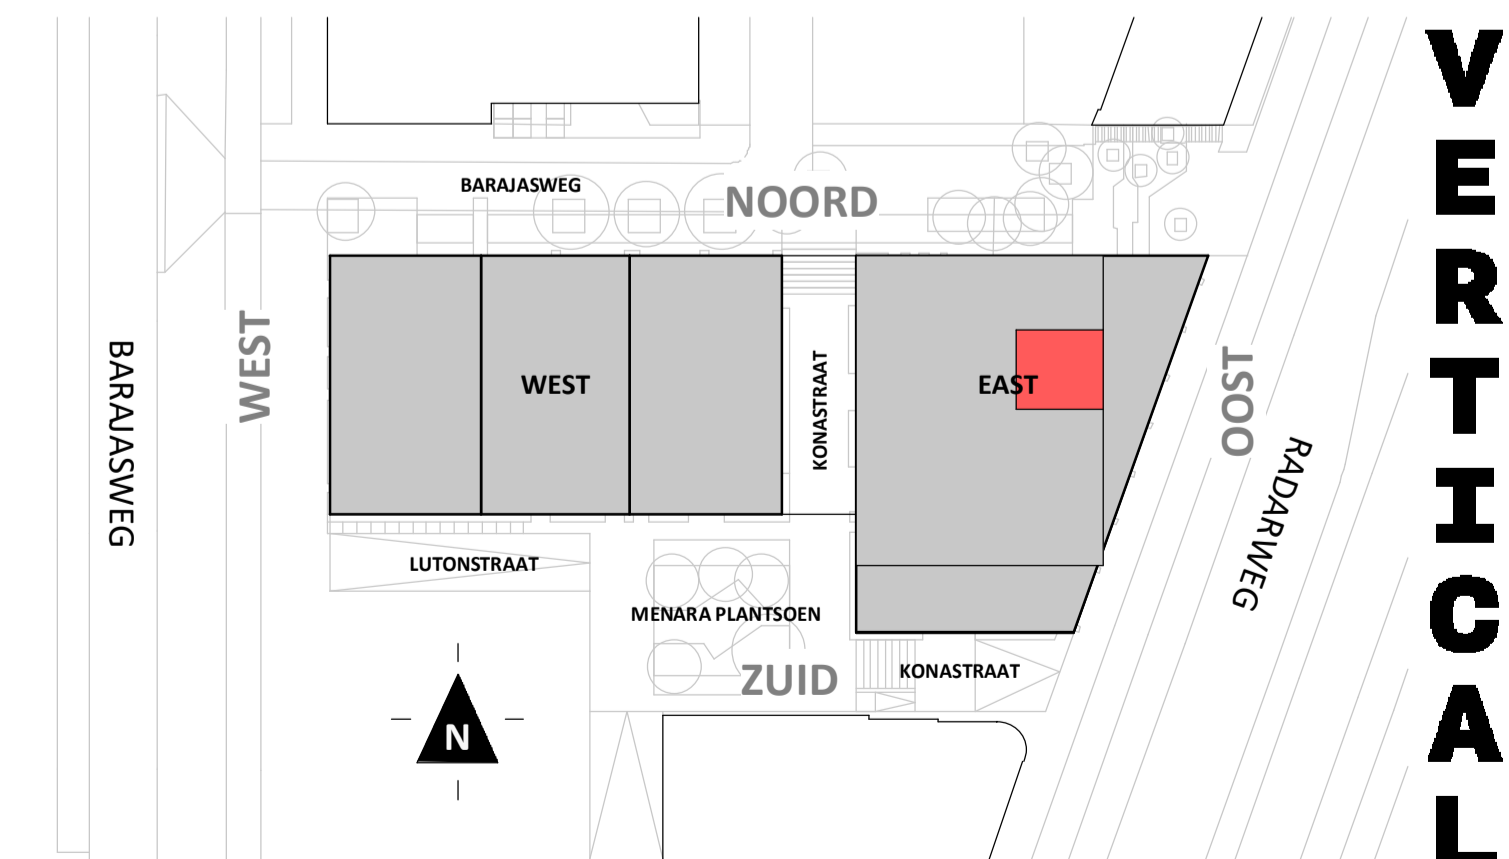 BARAJASWEG
NOORD
WEST
BARAJASWEG
WEST
KONASTRAAT
EAST
OOST
RADARWEG
LUTONSTRAAT
MENARA PLANTSOEN
ZUID
KONASTRAAT
N
VERTICAL